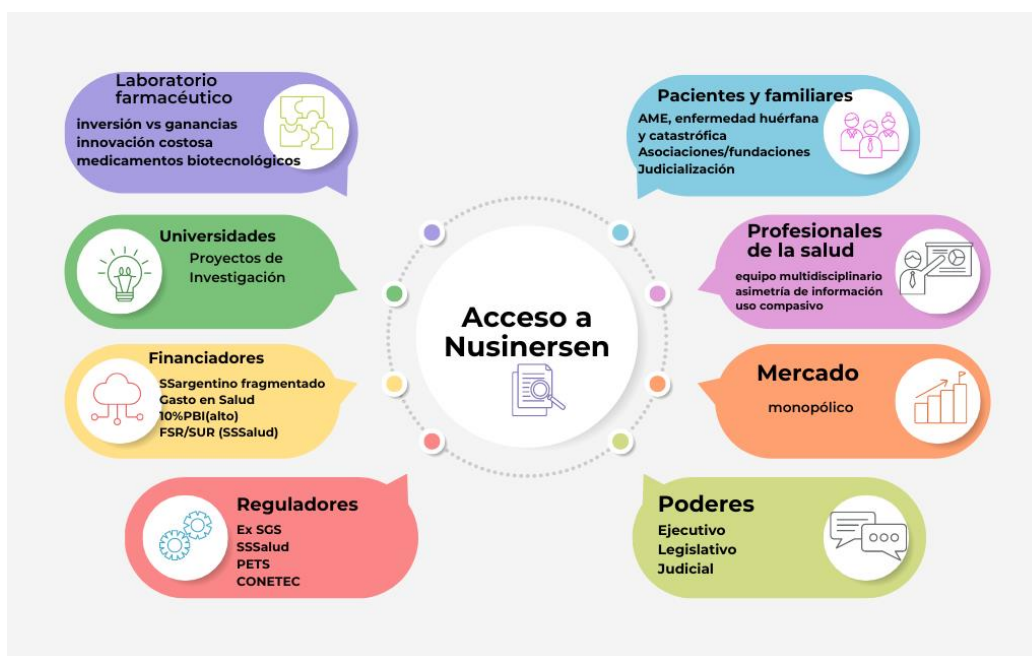 Laboratorio
farmacéutico
inversión vs ganancias
innovación costosa
medicamentos biotecnológicos
Universidades
Proyectos de
Investigación
Financiadores
SSargentino fragmentado
Gasto en Salud
10%PBI(alto)
FSR/SUR (SSSalud)
Reguladores
Ex SGS
SSSalud
PETS
CONETEC
Acceso a
Nusinersen
Pacientes y familiares
AME, enfermedad huérfana
y catastrófica
Asociaciones/fundaciones
Judicialización
Profesionales
de la salud
equipo multidisciplinario
asimetría de información
uso compasivo
Mercado
monopólico
Poderes
Ejecutivo
Legislativo
Judicial